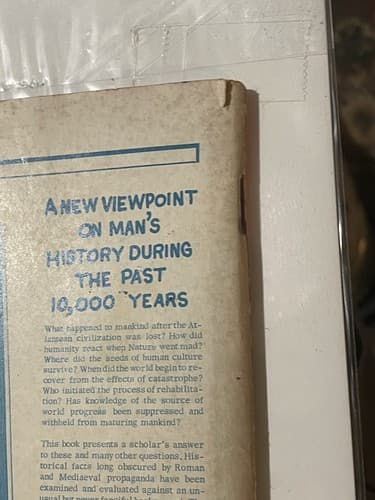 A NEW VIEWPOINT
ON MAN'S
HISTORY DURING
THE PAST
10,000 YEARS
What happened to mankind after the At-
lantean civilization was lost? How did
humanity react when Nature went mad?
Where did the seeds of human culture
survive? When did the world begin to re-
cover from the effects of catastrophe?
Who initiated the process of rehabilita-
tion? Has knowledge of the source of
world progress been suppressed and
withheld from maturing mankind?
This book presents a scholar's answer
to these and many other questions. His-
torical facts long obscured by Roman
and Mediaeval propaganda have been
examined and evaluated against an un-